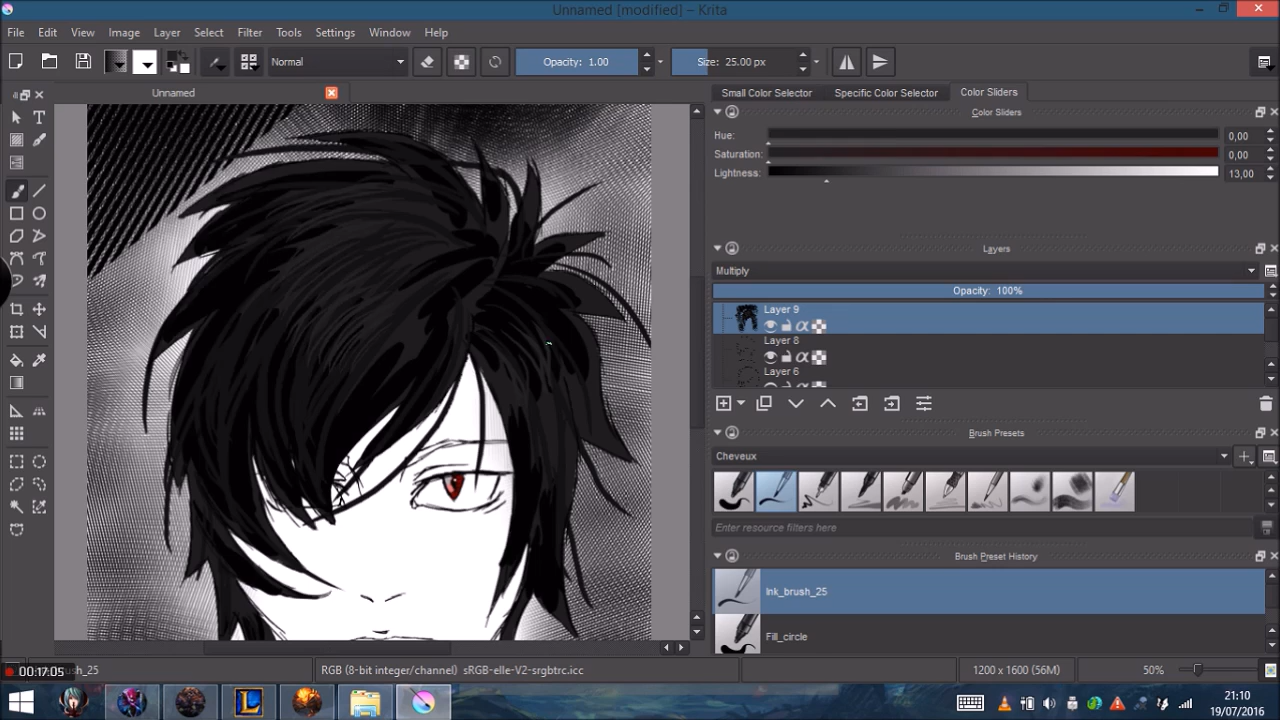 Unnamed [modified] – Krita
File Edit View Image Layer Select Filter Tools Settings Window Help
Normal Opacity: 1.00 Size: 25.00 px
Unnamed
Small Color Selector Specific Color Selector Color Sliders
Color Sliders
Hue: 0,00
Saturation: 0,00
Lightness: 13,00
Layers
Multiply
Opacity: 100%
Layer 9
Layer 8
Layer 6
Brush Presets
Cheveux
Enter resource filters here
Brush Preset History
Ink_brush_25
Fill_circle
00:17:05 sh_25 RGB (8-bit integer/channel) sRGB-elle-V2-srgbtrc.icc 1200 x 1600 (56M) 50%
21:10
19/07/2016